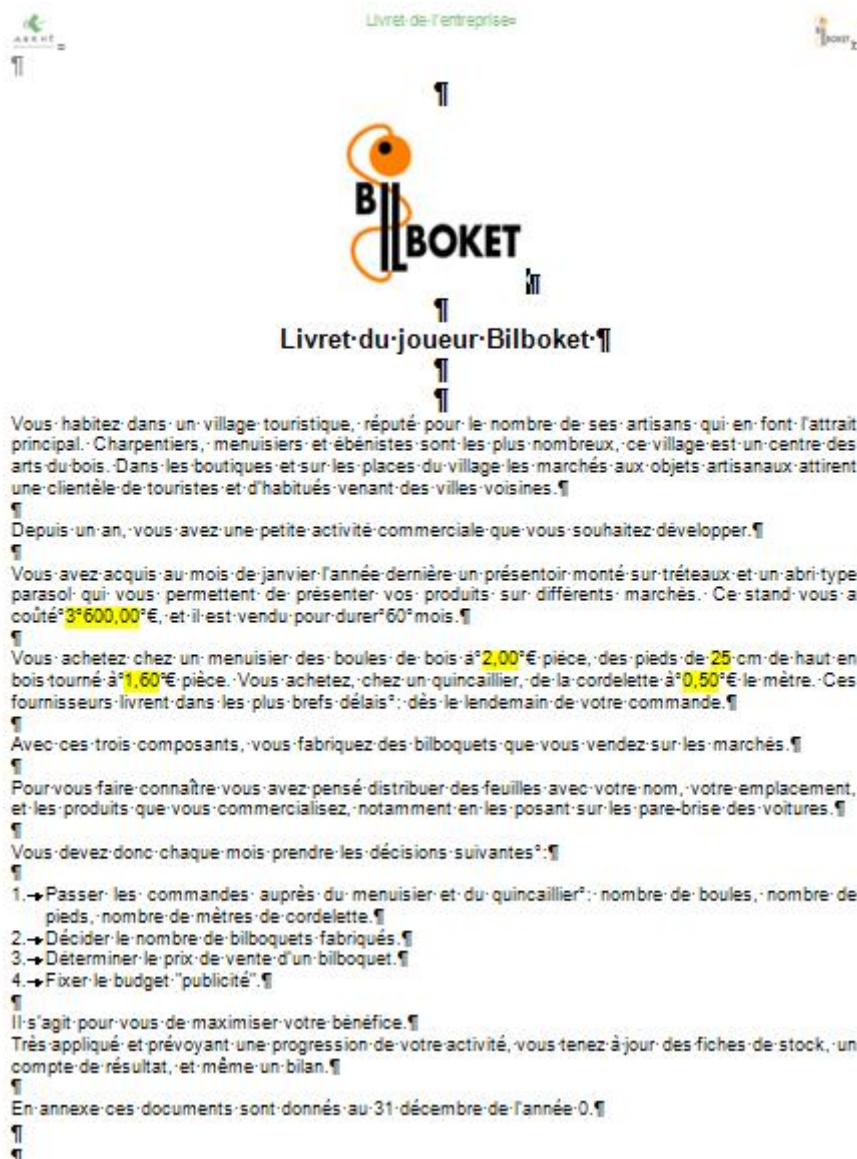 ARKHÉ
Livret de l'entreprise
BOKET
BIL
BOKET
Livret du joueur Bilboket
Vous habitez dans un village touristique, réputé pour le nombre de ses artisans qui en font l'attrait
principal. Charpentiers, menuisiers et ébénistes sont les plus nombreux, ce village est un centre des
arts du bois. Dans les boutiques et sur les places du village les marchés aux objets artisanaux attirent
une clientèle de touristes et d'habitués venant des villes voisines.
Depuis un an, vous avez une petite activité commerciale que vous souhaitez développer.
Vous avez acquis au mois de janvier l'année dernière un présentoir monté sur tréteaux et un abri type
parasol qui vous permettent de présenter vos produits sur différents marchés. Ce stand vous a
coûté 3 600,00 €, et il est vendu pour durer 60 mois.
Vous achetez chez un menuisier des boules de bois à 2,00 € pièce, des pieds de 25 cm de haut en
bois tourné à 1,60 € pièce. Vous achetez, chez un quincaillier, de la cordelette à 0,50 € le mètre. Ces
fournisseurs livrent dans les plus brefs délais : dès le lendemain de votre commande.
Avec ces trois composants, vous fabriquez des bilboquets que vous vendez sur les marchés.
Pour vous faire connaître vous avez pensé distribuer des feuilles avec votre nom, votre emplacement,
et les produits que vous commercialisez, notamment en les posant sur les pare-brise des voitures.
Vous devez donc chaque mois prendre les décisions suivantes :
1. Passer les commandes auprès du menuisier et du quincaillier : nombre de boules, nombre de
pieds, nombre de mètres de cordelette.
2. Décider le nombre de bilboquets fabriqués.
3. Déterminer le prix de vente d'un bilboquet.
4. Fixer le budget "publicité".
Il s'agit pour vous de maximiser votre bénéfice.
Très appliqué et prévoyant une progression de votre activité, vous tenez à jour des fiches de stock, un
compte de résultat, et même un bilan.
En annexe ces documents sont donnés au 31 décembre de l'année 0.